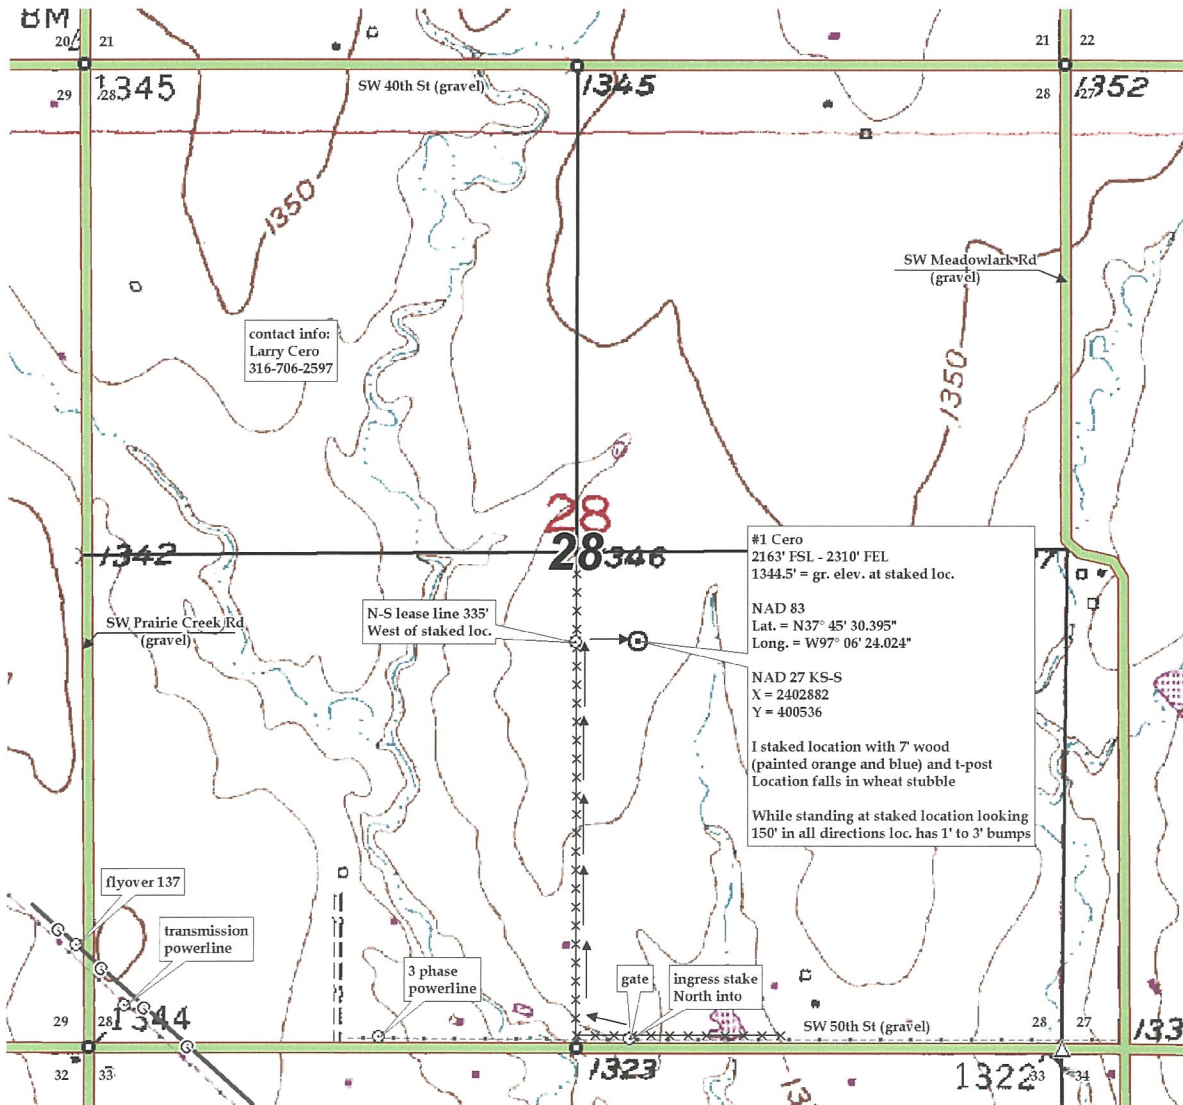 BM
20
21
21
22
1345
SW 40th St (gravel)
1345
1352
29
28
28
27
1350
SW Meadowlark Rd
(gravel)
contact info:
Larry Cero
316-706-2597
1350
28
28
1342
1346
7
#1 Cero
2163' FSL - 2310' FEL
1344.5' = gr. elev. at staked loc.
NAD 83
Lat. = N37° 45' 30.395"
Long. = W97° 06' 24.024"
NAD 27 KS-S
X = 2402882
Y = 400536
I staked location with 7' wood
(painted orange and blue) and t-post
Location falls in wheat stubble
While standing at staked location looking
150' in all directions loc. has 1' to 3' bumps
N-S lease line 335'
West of staked loc.
SW Prairie Creek Rd
(gravel)
flyover 137
transmission
powerline
3 phase
powerline
gate
ingress stake
North into
SW 50th St (gravel)
29
28
1344
28
27
133
32
33
1323
1322
33
34
13